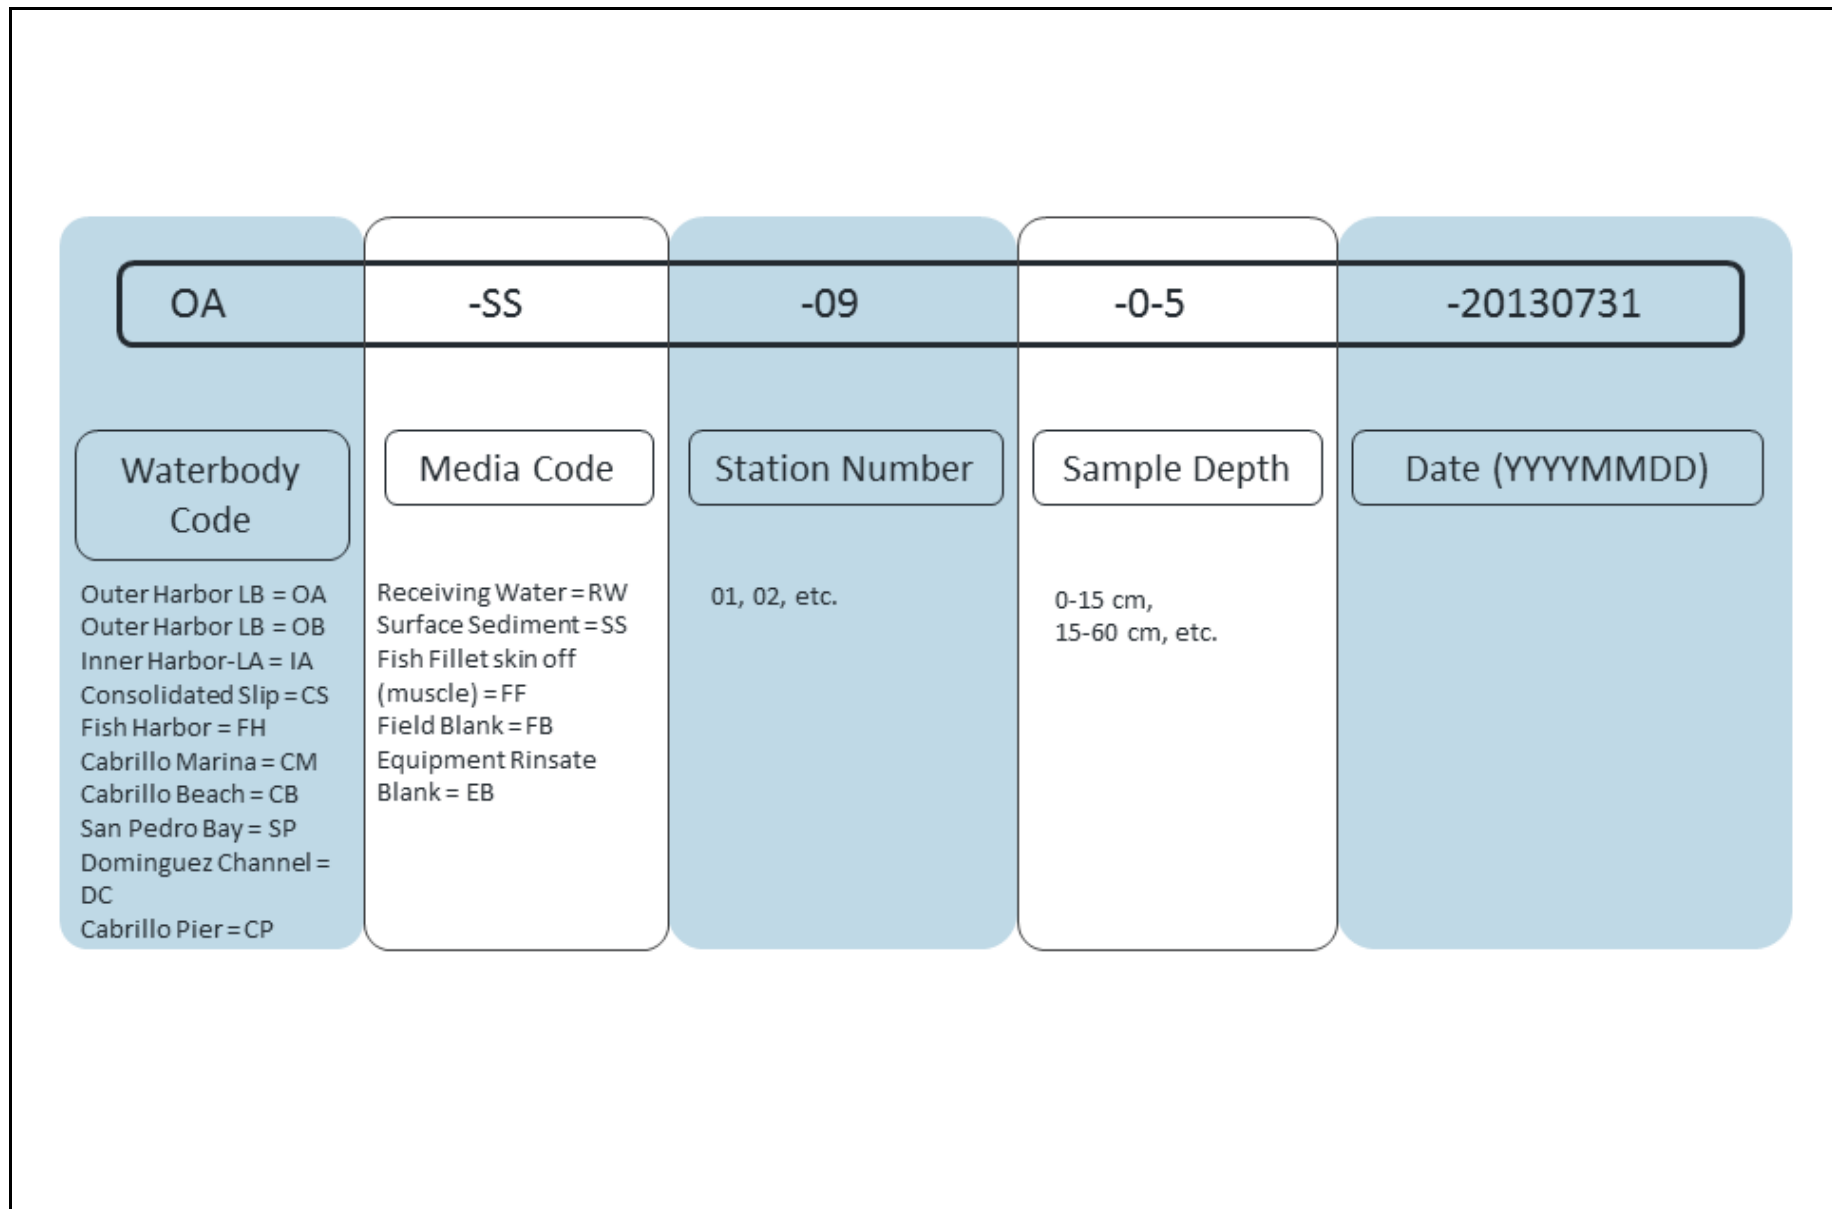 OA -SS -09 -0-5 -20130731
Waterbody
Code
Media Code
Station Number
Sample Depth
Date (YYYYMMDD)
Outer Harbor LB = OA
Outer Harbor LB = OB
Inner Harbor-LA = IA
Consolidated Slip = CS
Fish Harbor = FH
Cabrillo Marina = CM
Cabrillo Beach = CB
San Pedro Bay = SP
Dominguez Channel =
DC
Cabrillo Pier = CP
Receiving Water = RW
Surface Sediment = SS
Fish Fillet skin off
(muscle) = FF
Field Blank = FB
Equipment Rinsate
Blank = EB
01, 02, etc.
0-15 cm,
15-60 cm, etc.